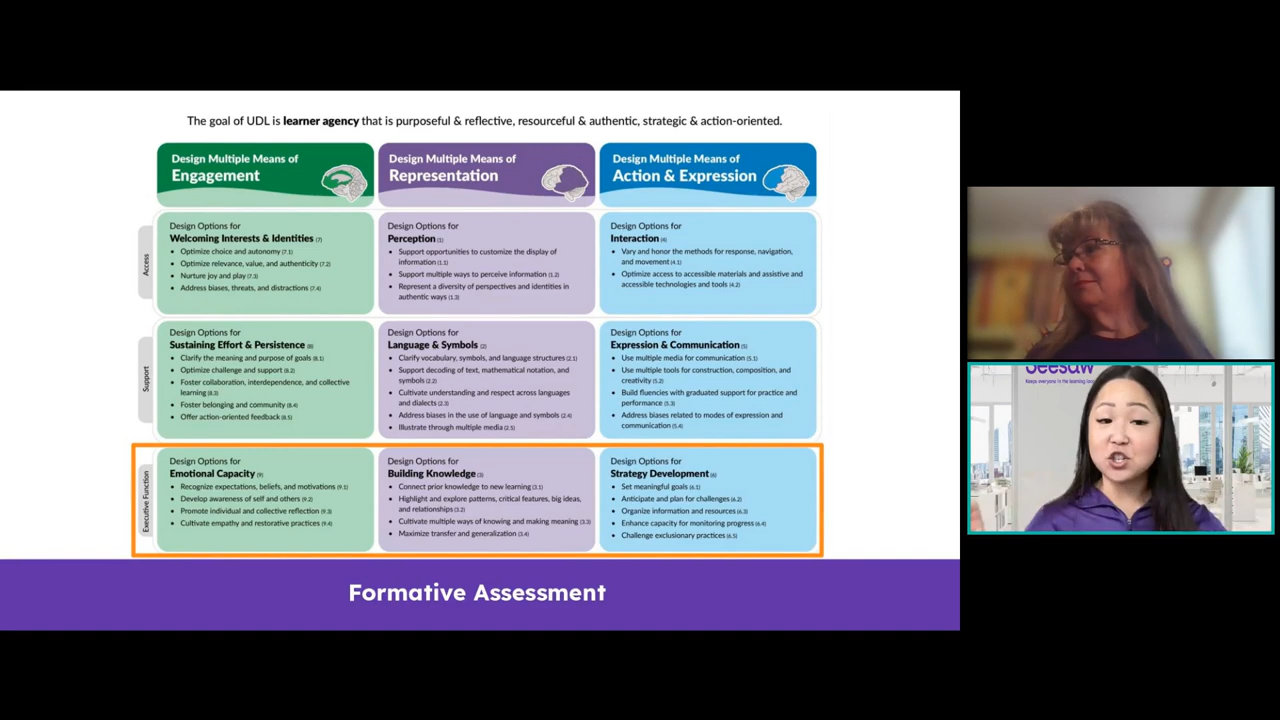 The goal of UDL is learner agency that is purposeful & reflective, resourceful & authentic, strategic & action-oriented.
Design Multiple Means of
Engagement
Design Multiple Means of
Representation
Design Multiple Means of
Action & Expression
Access
Design Options for
Welcoming Interests & Identities (7)
• Optimize choice and autonomy (7.1)
• Optimize relevance, value, and authenticity (7.2)
• Nurture joy and play (7.3)
• Address biases, threats, and distractions (7.4)
Design Options for
Perception (1)
• Support opportunities to customize the display of
information (1.1)
• Support multiple ways to perceive information (1.2)
• Represent a diversity of perspectives and identities in
authentic ways (1.3)
Design Options for
Interaction (4)
• Vary and honor the methods for response, navigation,
and movement (4.1)
• Optimize access to accessible materials and assistive and
accessible technologies and tools (4.2)
Support
Design Options for
Sustaining Effort & Persistence (8)
• Clarify the meaning and purpose of goals (8.1)
• Optimize challenge and support (8.2)
• Foster collaboration, interdependence, and collective
learning (8.3)
• Foster belonging and community (8.4)
• Offer action-oriented feedback (8.5)
Design Options for
Language & Symbols (2)
• Clarify vocabulary, symbols, and language structures (2.1)
• Support decoding of text, mathematical notation, and
symbols (2.2)
• Cultivate understanding and respect across languages
and dialects (2.3)
• Address biases in the use of language and symbols (2.4)
• Illustrate through multiple media (2.5)
Design Options for
Expression & Communication (5)
• Use multiple media for communication (5.1)
• Use multiple tools for construction, composition, and
creativity (5.2)
• Build fluencies with graduated support for practice and
performance (5.3)
• Address biases related to modes of expression and
communication (5.4)
Executive Function
Design Options for
Emotional Capacity (9)
• Recognize expectations, beliefs, and motivations (9.1)
• Develop awareness of self and others (9.2)
• Promote individual and collective reflection (9.3)
• Cultivate empathy and restorative practices (9.4)
Design Options for
Building Knowledge (3)
• Connect prior knowledge to new learning (3.1)
• Highlight and explore patterns, critical features, big ideas,
and relationships (3.2)
• Cultivate multiple ways of knowing and making meaning (3.3)
• Maximize transfer and generalization (3.4)
Design Options for
Strategy Development (6)
• Set meaningful goals (6.1)
• Anticipate and plan for challenges (6.2)
• Organize information and resources (6.3)
• Enhance capacity for monitoring progress (6.4)
• Challenge exclusionary practices (6.5)
Formative Assessment
Seesaw
Keeps everyone in the learning